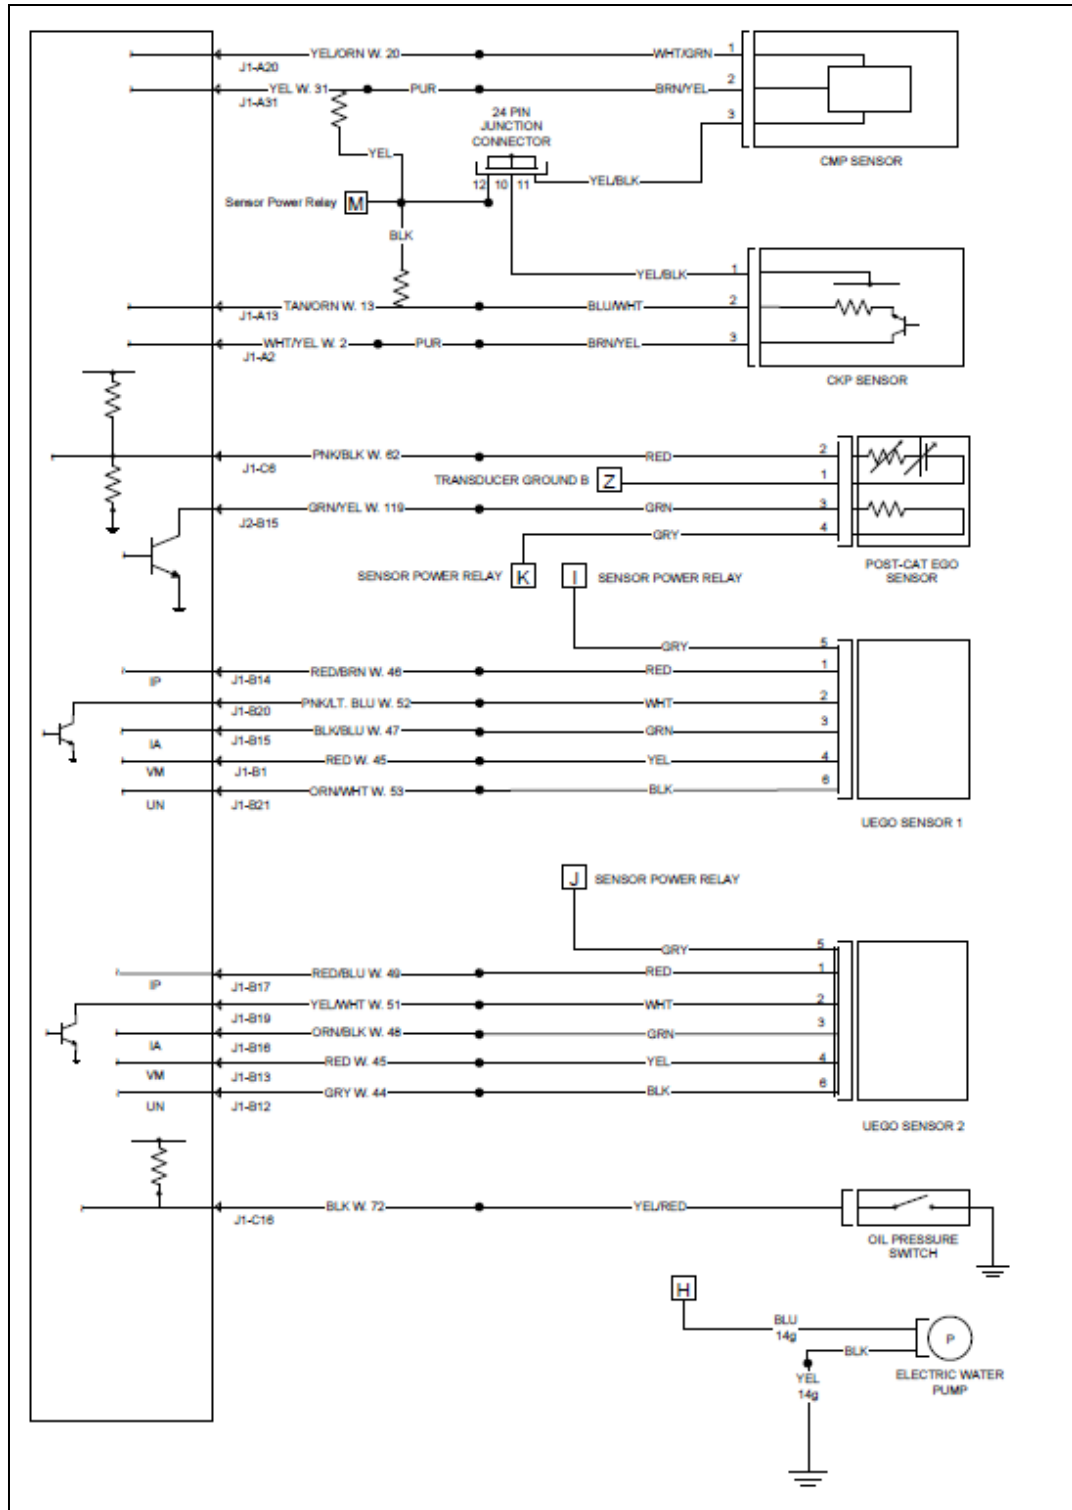 YEL/ORN W. 20
WHT/GRN
1
J1-A20
YEL W. 31
PUR
BRN/YEL
2
J1-A31
24 PIN
JUNCTION
CONNECTOR
3
YEL
CMP SENSOR
12 10 11
YEL/BLK
Sensor Power Relay
M
BLK
YEL/BLK
1
TAN/ORN W. 13
BLU/WHT
2
J1-A13
WHT/YEL W. 2
PUR
BRN/YEL
3
J1-A2
CKP SENSOR
PNK/BLK W. 62
RED
2
J1-C6
TRANSDUCER GROUND B
Z
1
GRN/YEL W. 119
GRN
3
J2-B15
GRY
4
POST-CAT EGO
SENSOR
SENSOR POWER RELAY
K
I
SENSOR POWER RELAY
GRY
5
RED/BRN W. 46
RED
1
IP
J1-B14
PNK/LT. BLU W. 52
WHT
2
J1-B20
BLK/BLU W. 47
GRN
3
IA
J1-B15
RED W. 45
YEL
4
VM
J1-B1
ORN/WHT W. 53
BLK
6
UN
J1-B21
UEGO SENSOR 1
J
SENSOR POWER RELAY
GRY
5
RED/BLU W. 49
RED
1
IP
J1-B17
YEL/WHT W. 51
WHT
2
J1-B19
ORN/BLK W. 48
GRN
3
IA
J1-B16
RED W. 45
YEL
4
VM
J1-B13
GRY W. 44
BLK
6
UN
J1-B12
UEGO SENSOR 2
BLK W. 72
YEL/RED
J1-C16
OIL PRESSURE
SWITCH
H
BLU
14g
P
BLK
YEL
14g
ELECTRIC WATER
PUMP